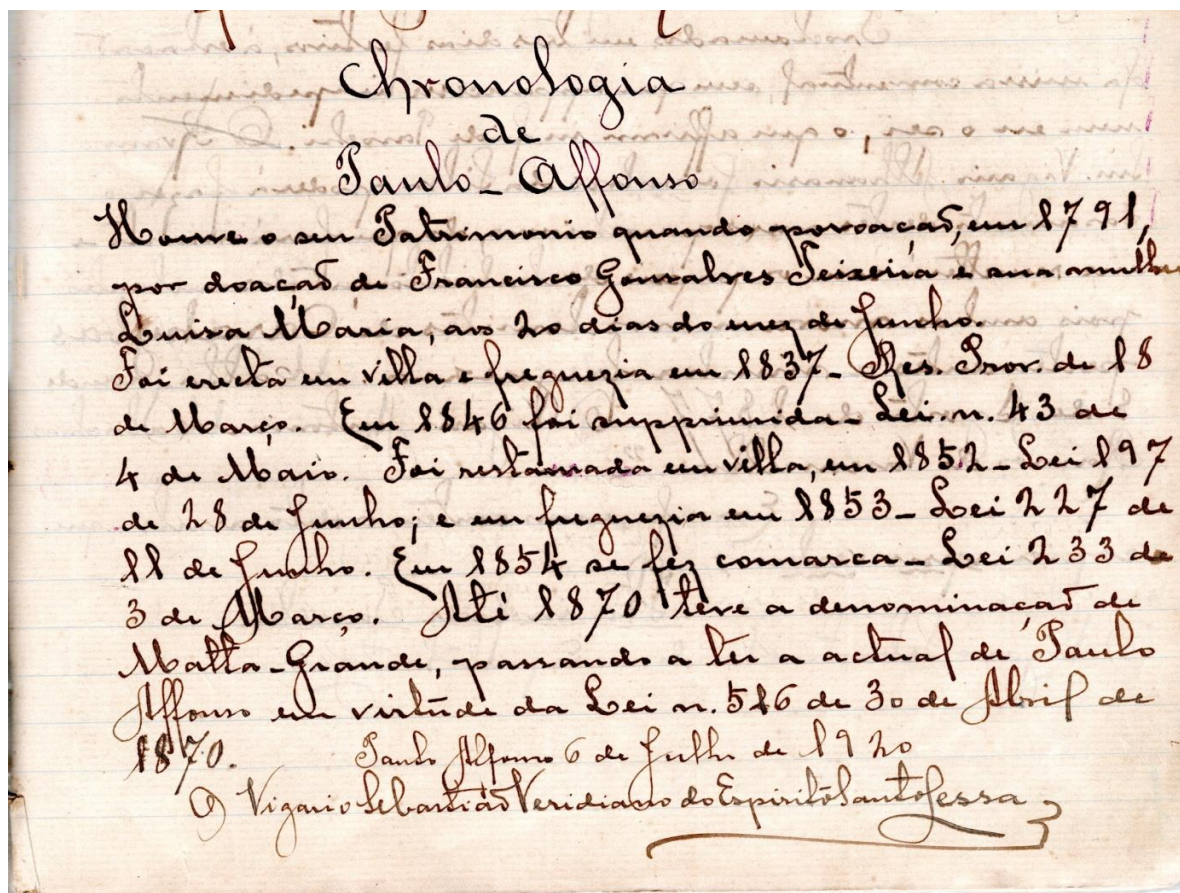 Chronologia
de
Paulo-Affonso
Houve o seu Patrimonio quando povoação, em 1791,
por doação de Francisco Gonsalves Teixeira e sua mulher
Luisa Maria, aos 20 dias do mez de Junho.
Foi erecta em villa e freguezia em 1837- Res. Prov. de 18
de Março. Em 1846 foi supprimida- Lei. n. 43 de
4 de Maio. Foi restaurada em villa, em 1852- Lei 197
de 28 de Junho; e em freguezia em 1853- Lei 227 de
11 de Junho. Em 1854 se fez comarca- Lei 233 de
3 de Março. Até 1870 teve a denominação de
Matta-Grande, passando a ter a actual de Paulo
Affonso em virtude da Lei n. 516 de 30 de Abril de
1870. Paulo Affonso 6 de Julho de 1920
O Vigario Sebastião Veridiano do Espirito Santo Lessa